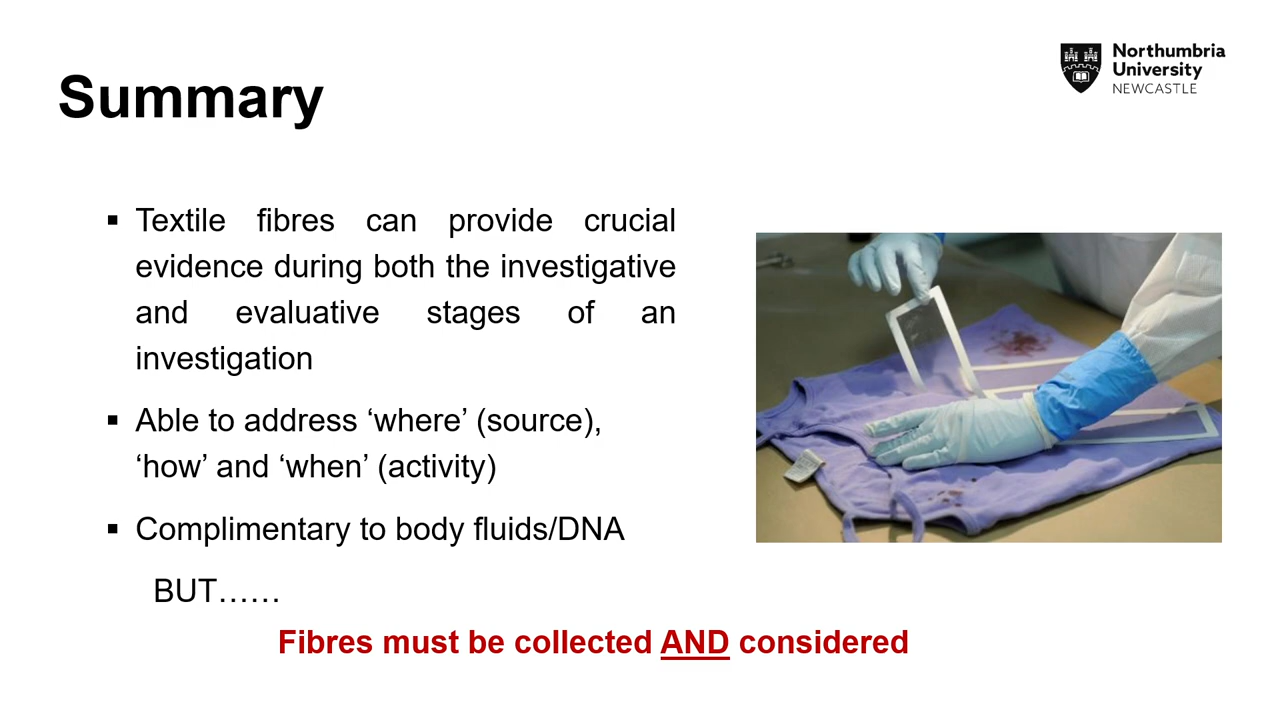 Northumbria
University
NEWCASTLE
Summary
▪ Textile fibres can provide crucial
evidence during both the investigative
and evaluative stages of an
investigation
▪ Able to address ‘where’ (source),
‘how’ and ‘when’ (activity)
▪ Complimentary to body fluids/DNA
BUT……
Fibres must be collected AND considered